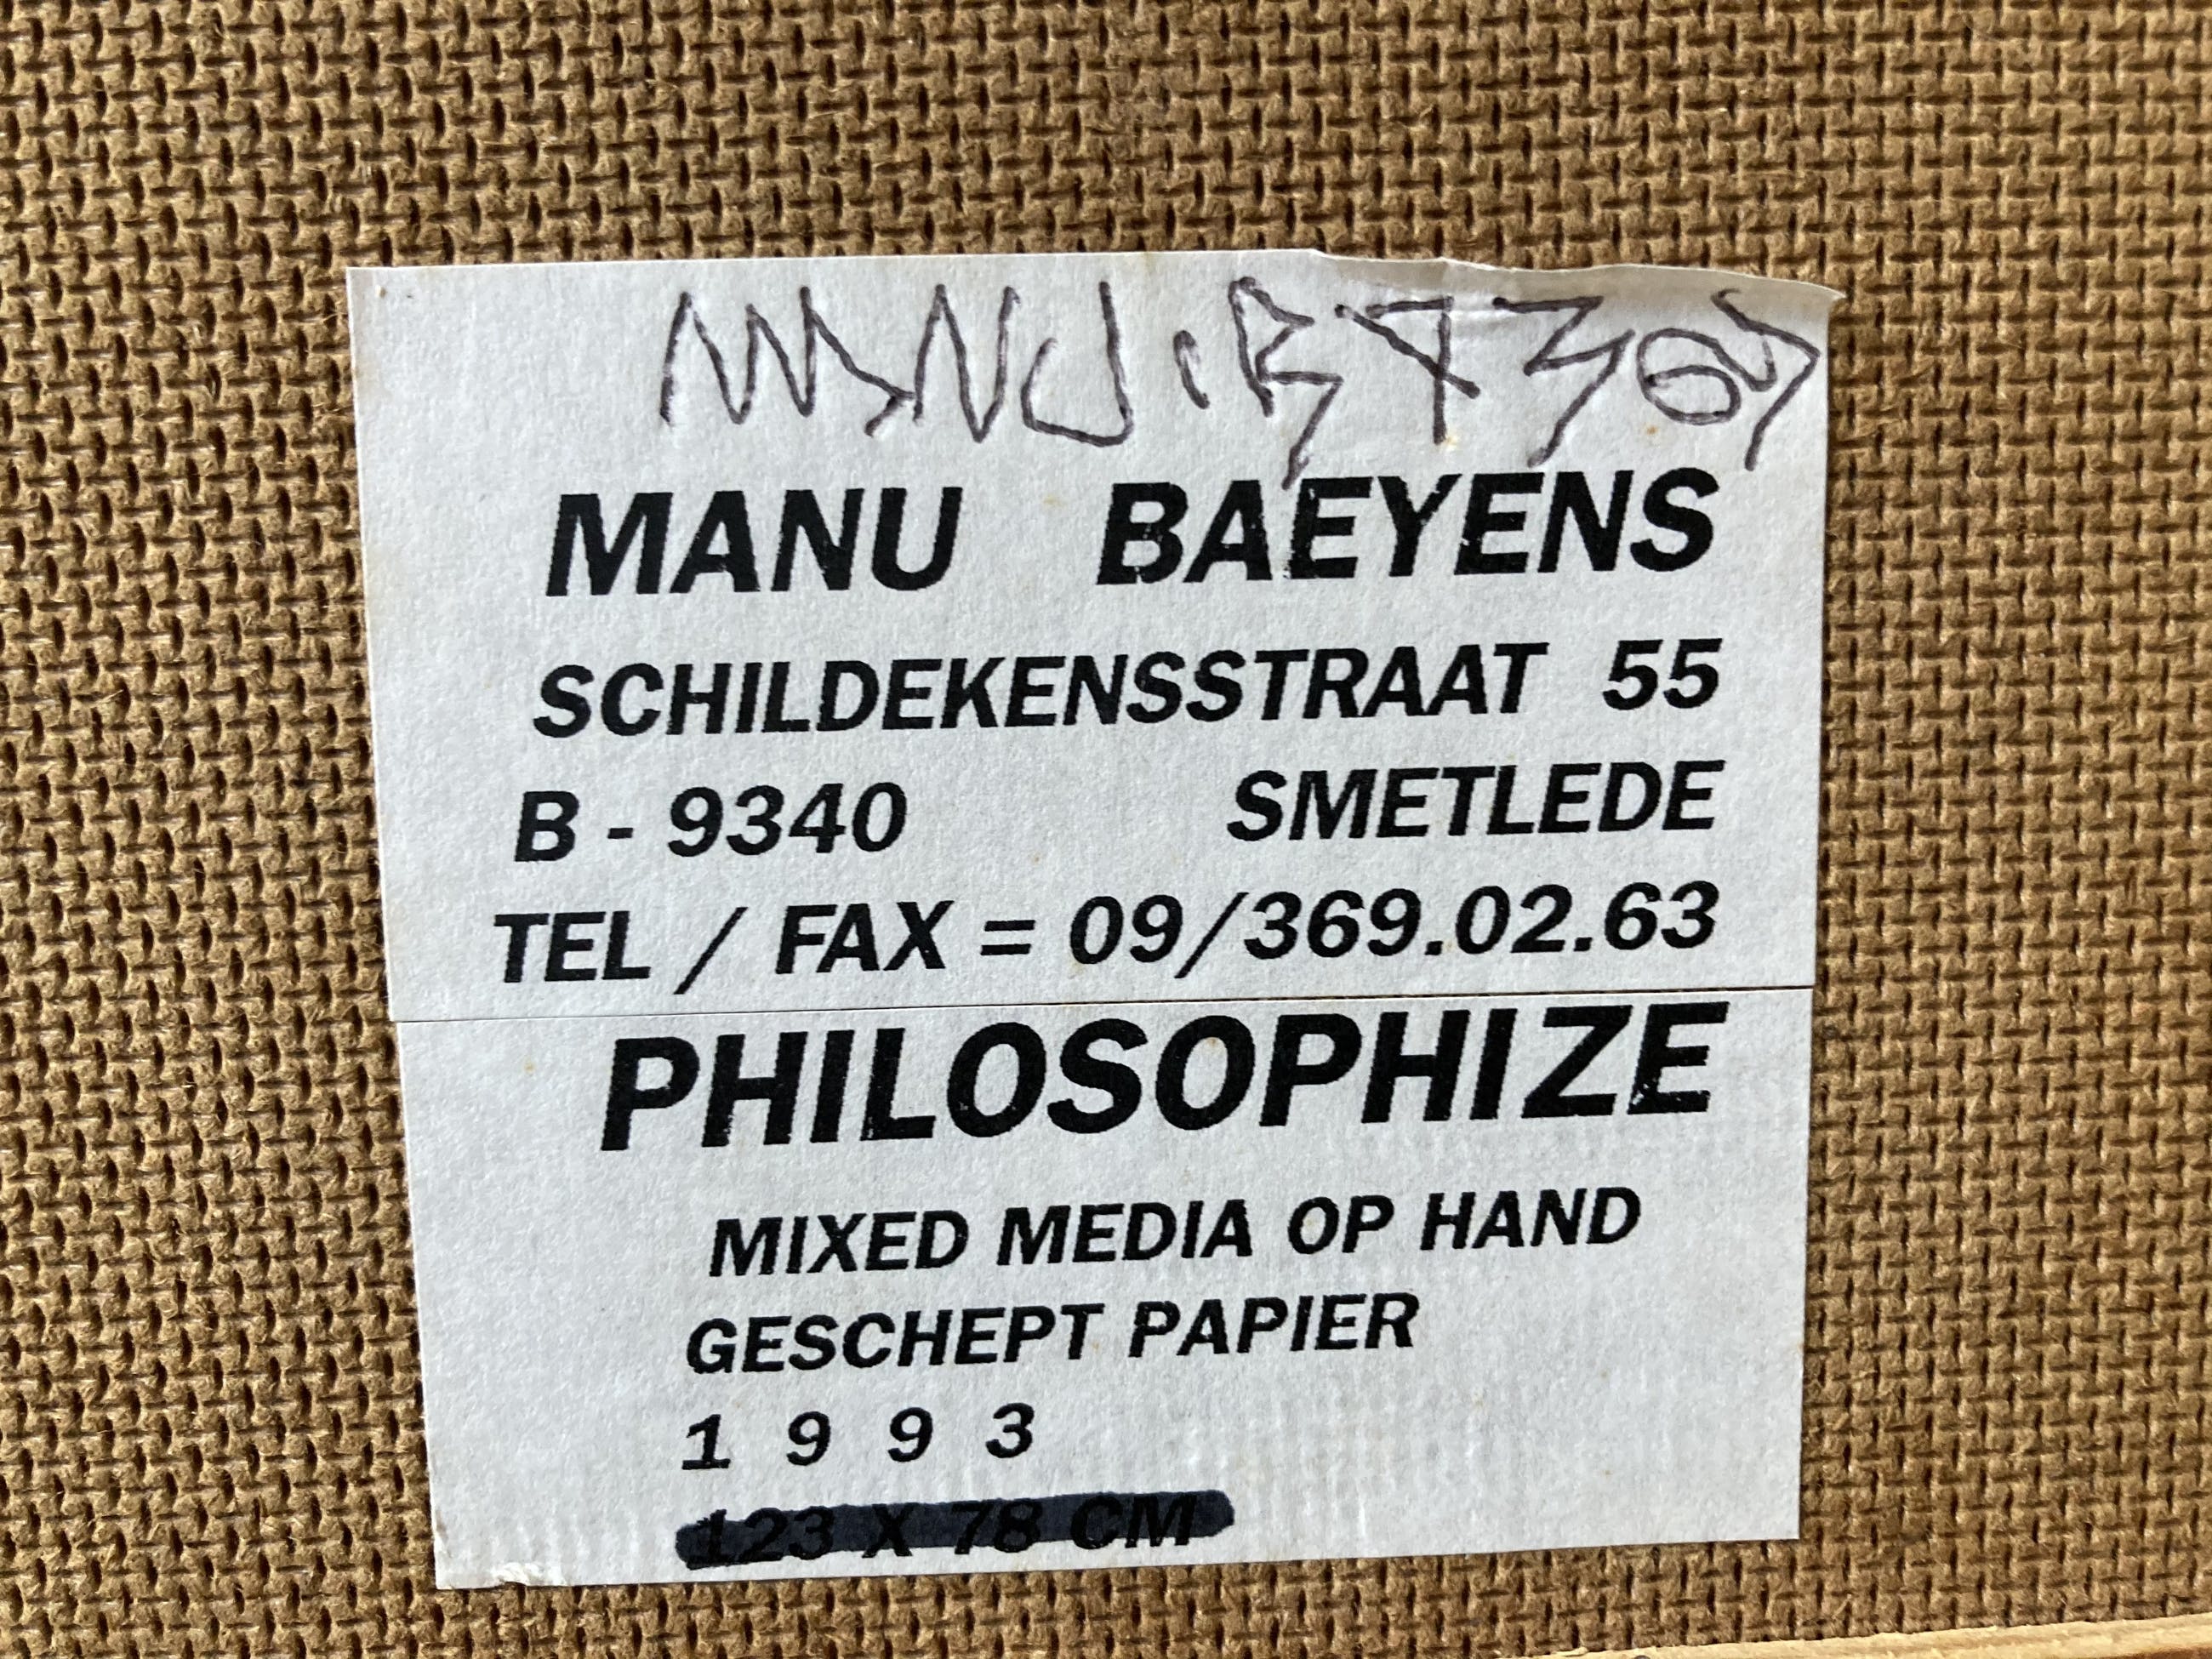 MANU BAEYENS
SCHILDEKENSSTRAAT 55
B - 9340 SMETLEDE
TEL / FAX = 09/369.02.63
PHILOSOPHIZE
MIXED MEDIA OP HAND
GESCHEPT PAPIER
1 9 9 3
123 X 78 CM